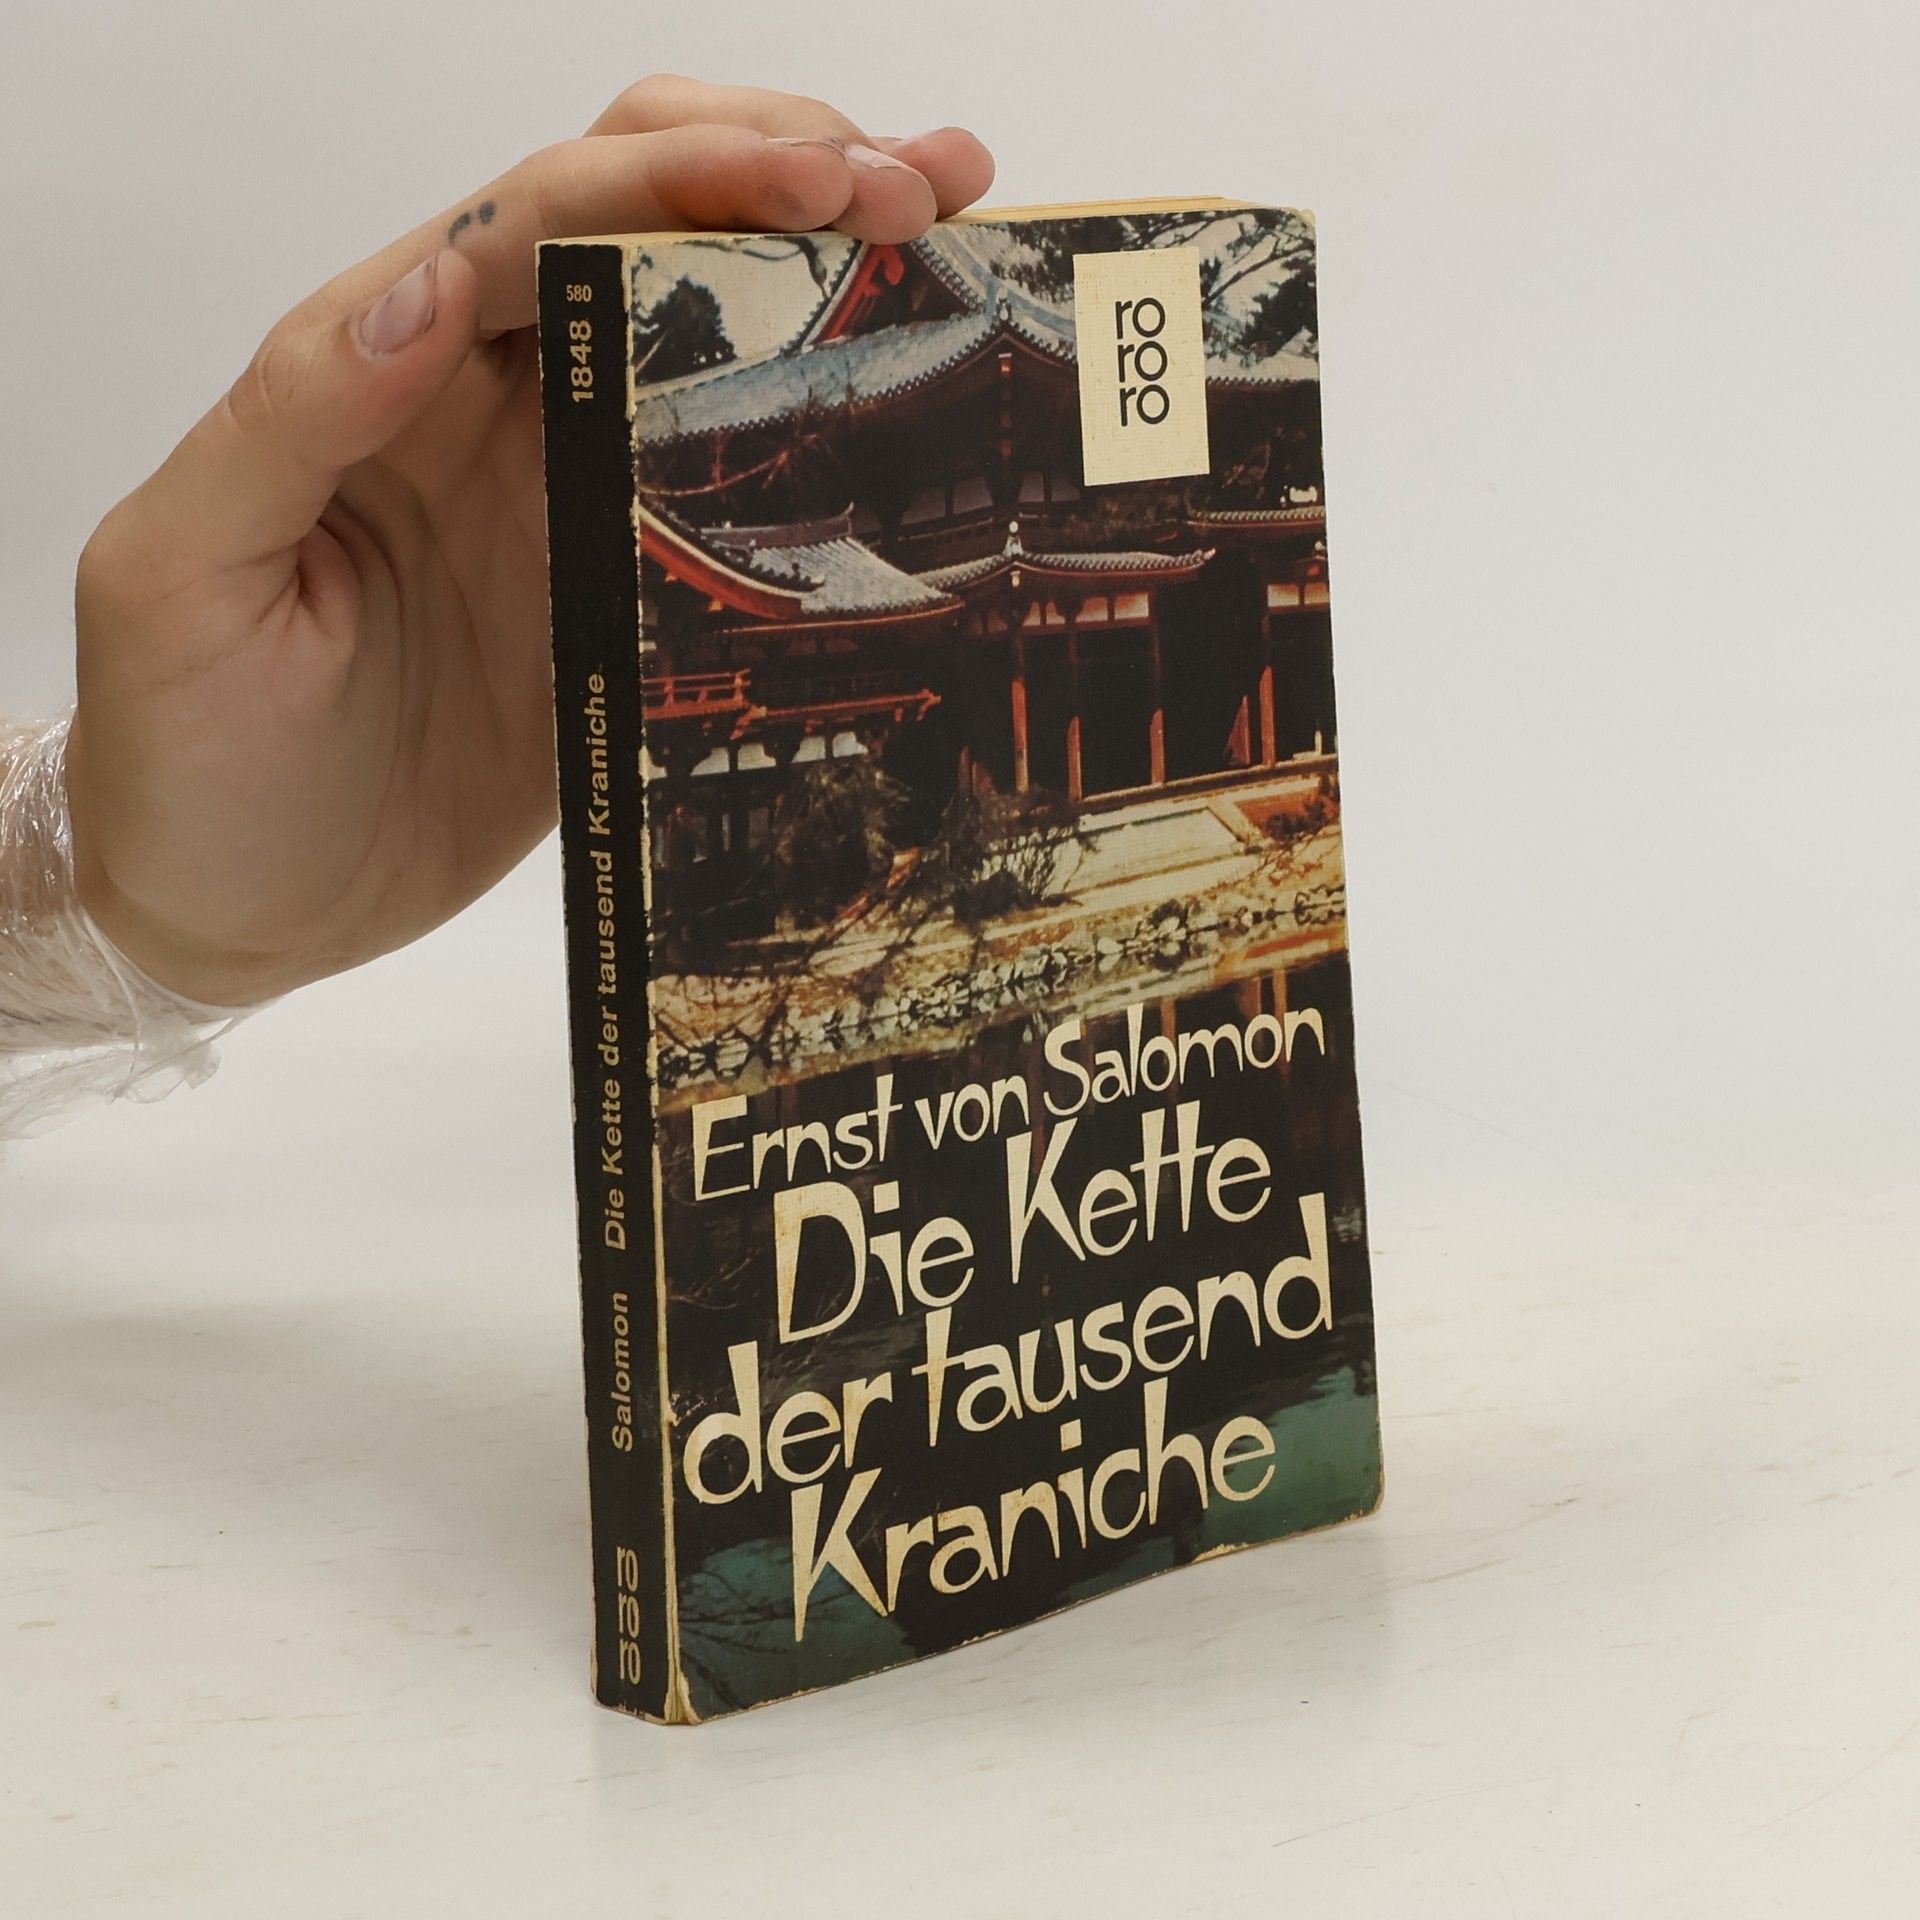 580
1848
Salomon Die Kette der tausend Kraniche
ro
ro
ro
ro
ro
ro
Ernst von Salomon
Die Kette
der tausend
Kraniche